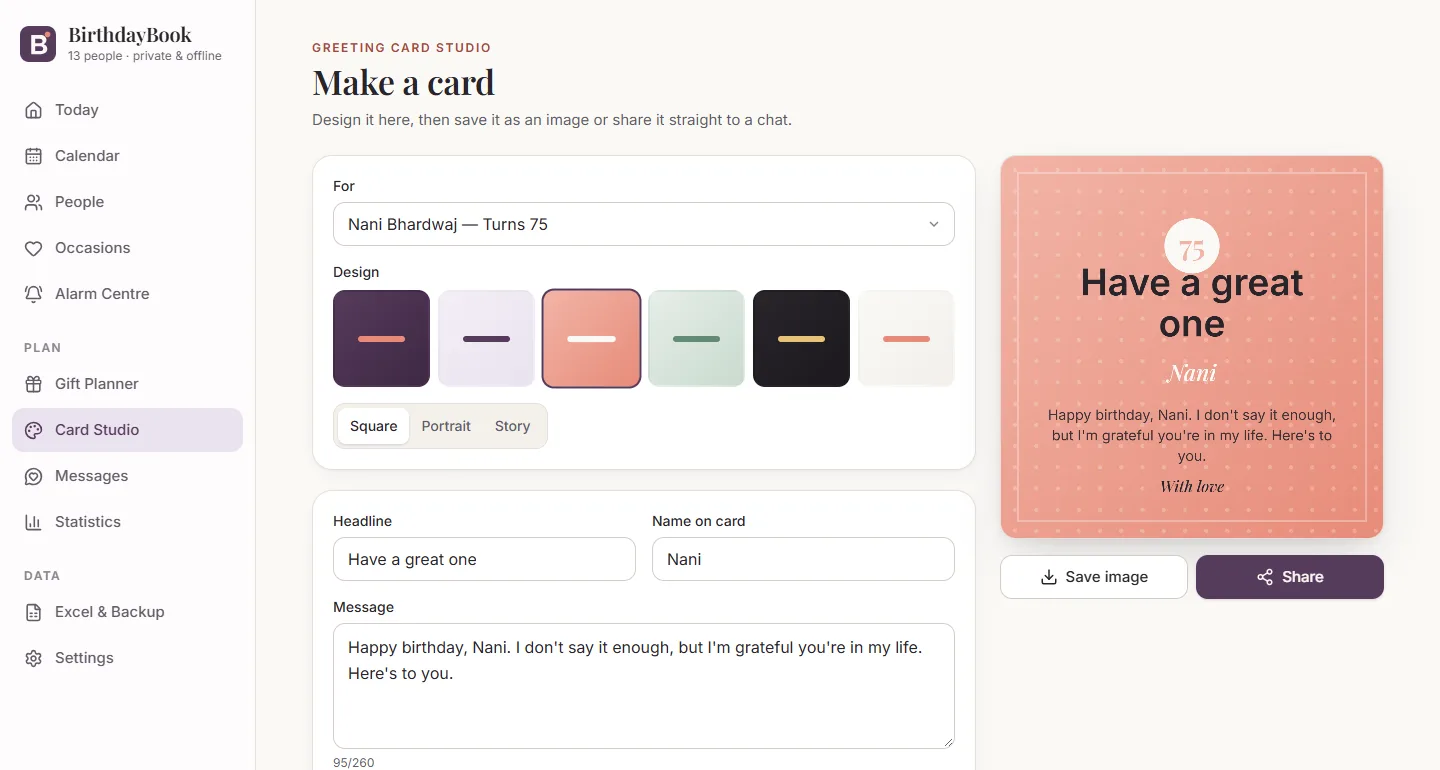 BirthdayBook
13 people · private & offline
Today
Calendar
People
Occasions
Alarm Centre
PLAN
Gift Planner
Card Studio
Messages
Statistics
DATA
Excel & Backup
Settings
GREETING CARD STUDIO
Make a card
Design it here, then save it as an image or share it straight to a chat.
For
Nani Bhardwaj — Turns 75
Design
Square
Portrait
Story
Headline
Have a great one
Name on card
Nani
Message
Happy birthday, Nani. I don't say it enough, but I'm grateful you're in my life.
Here's to you.
95/260
75
Have a great
one
Nani
Happy birthday, Nani. I don't say it enough,
but I'm grateful you're in my life. Here's to
you.
With love
Save image
Share